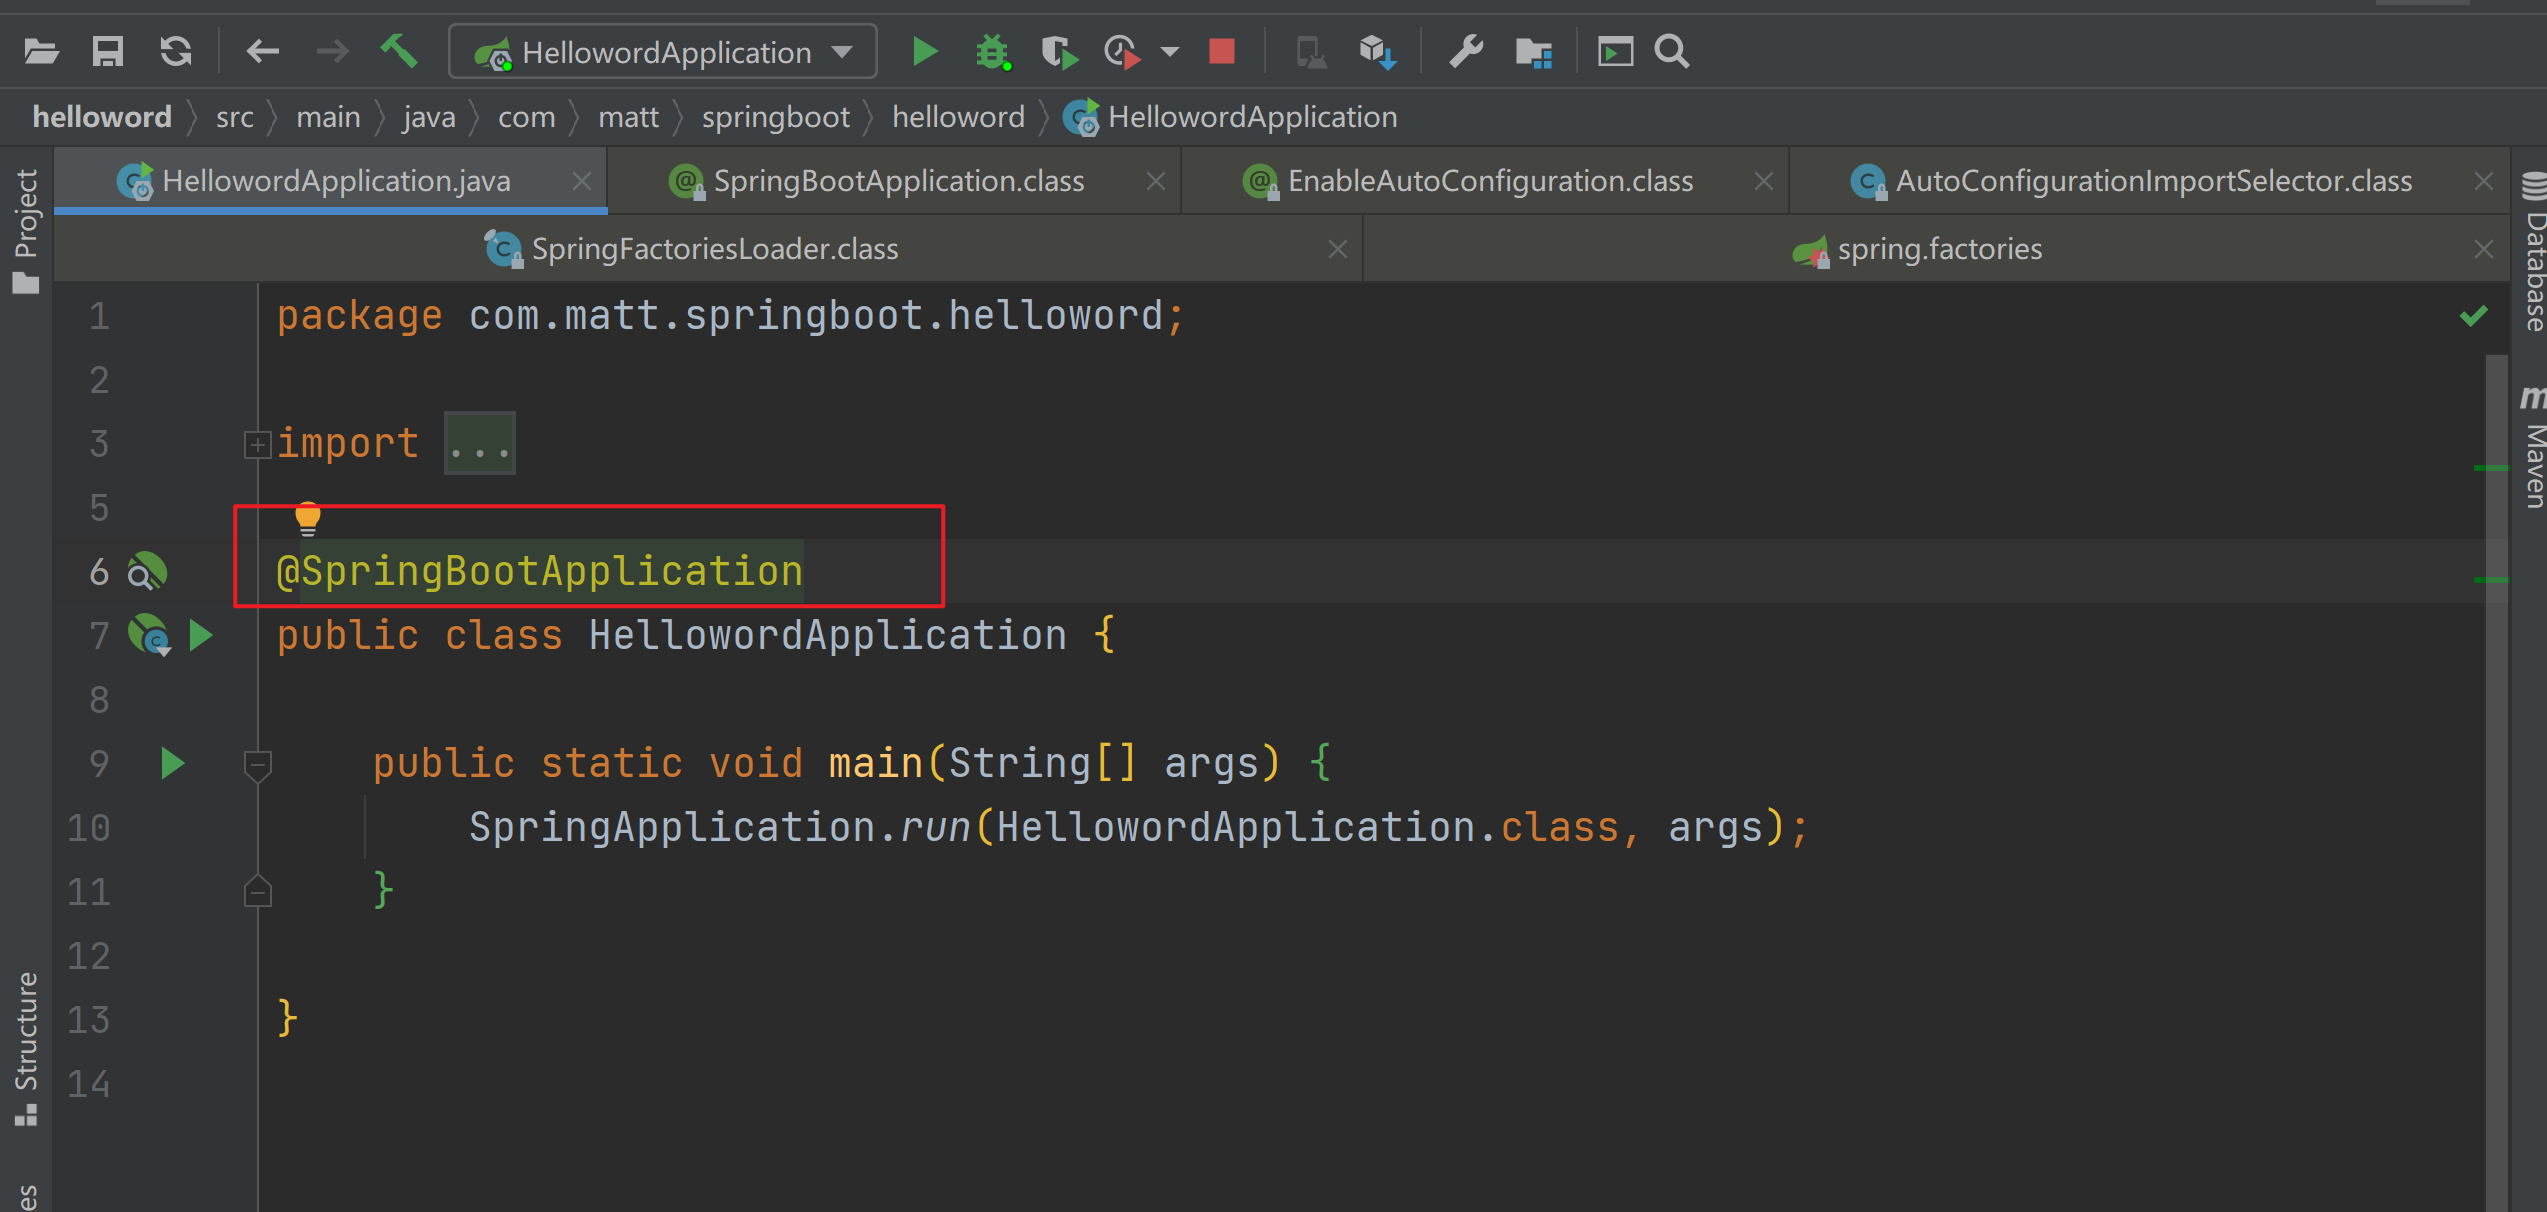 HellowordApplication
helloword src main java com matt springboot helloword HellowordApplication
HellowordApplication.java SpringBootApplication.class EnableAutoConfiguration.class AutoConfigurationImportSelector.class
SpringFactoriesLoader.class spring.factories
Project
Structure
es
Database
m
Maven
1 package com.matt.springboot.helloword;
2
3 import ...
5
6 @SpringBootApplication
7 public class HellowordApplication {
8
9 public static void main(String[] args) {
10 SpringApplication.run(HellowordApplication.class, args);
11 }
12
13 }
14